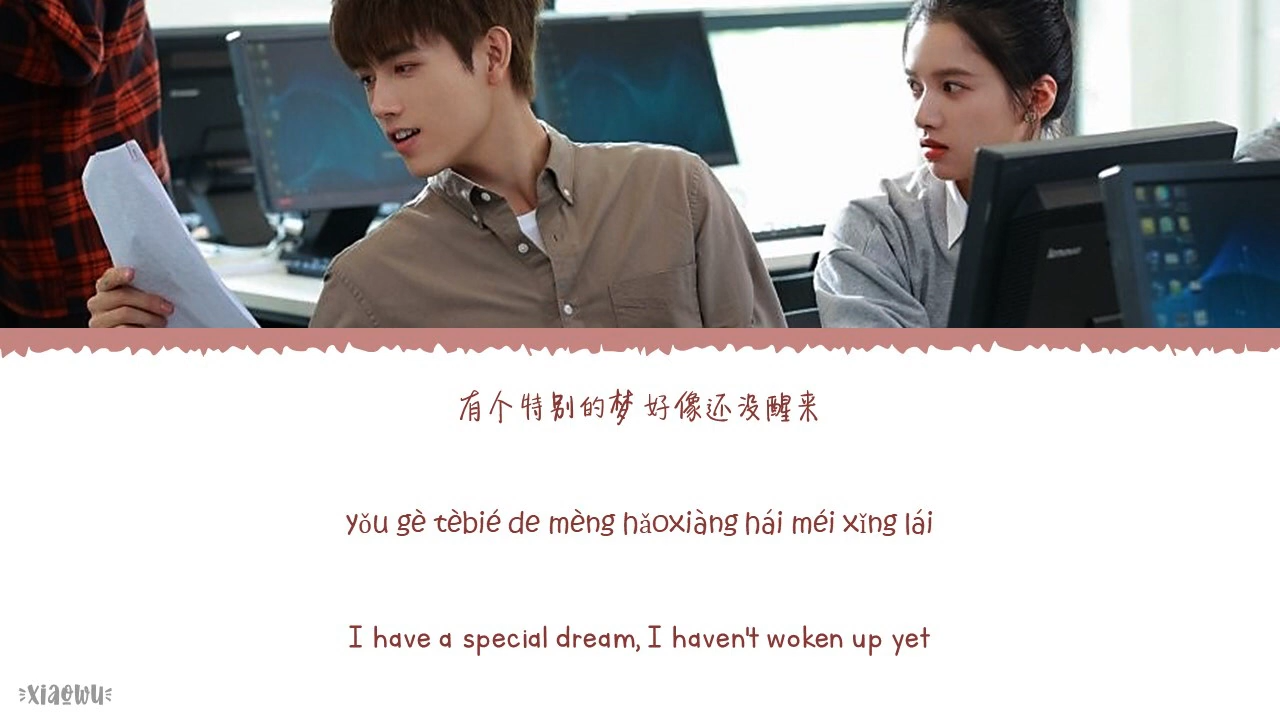 lenovo
有个特别的梦 好像还没醒来
yǒu gè tèbié de mèng hǎoxiàng hái méi xǐng lái
I have a special dream, I haven't woken up yet
xiaowu